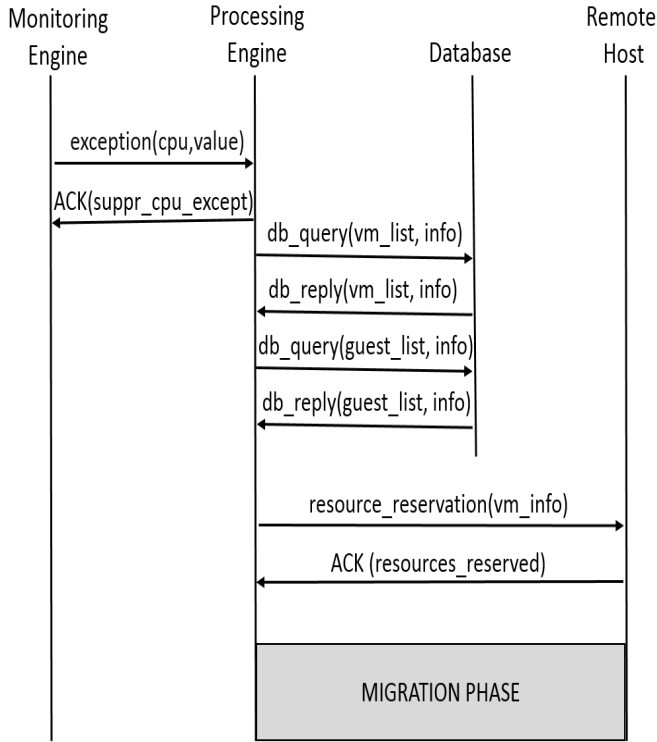 Monitoring
Engine
Processing
Engine
Database
Remote
Host
exception(cpu,value)
ACK(suppr_cpu_except)
db_query(vm_list, info)
db_reply(vm_list, info)
db_query(guest_list, info)
db_reply(guest_list, info)
resource_reservation(vm_info)
ACK (resources_reserved)
MIGRATION PHASE